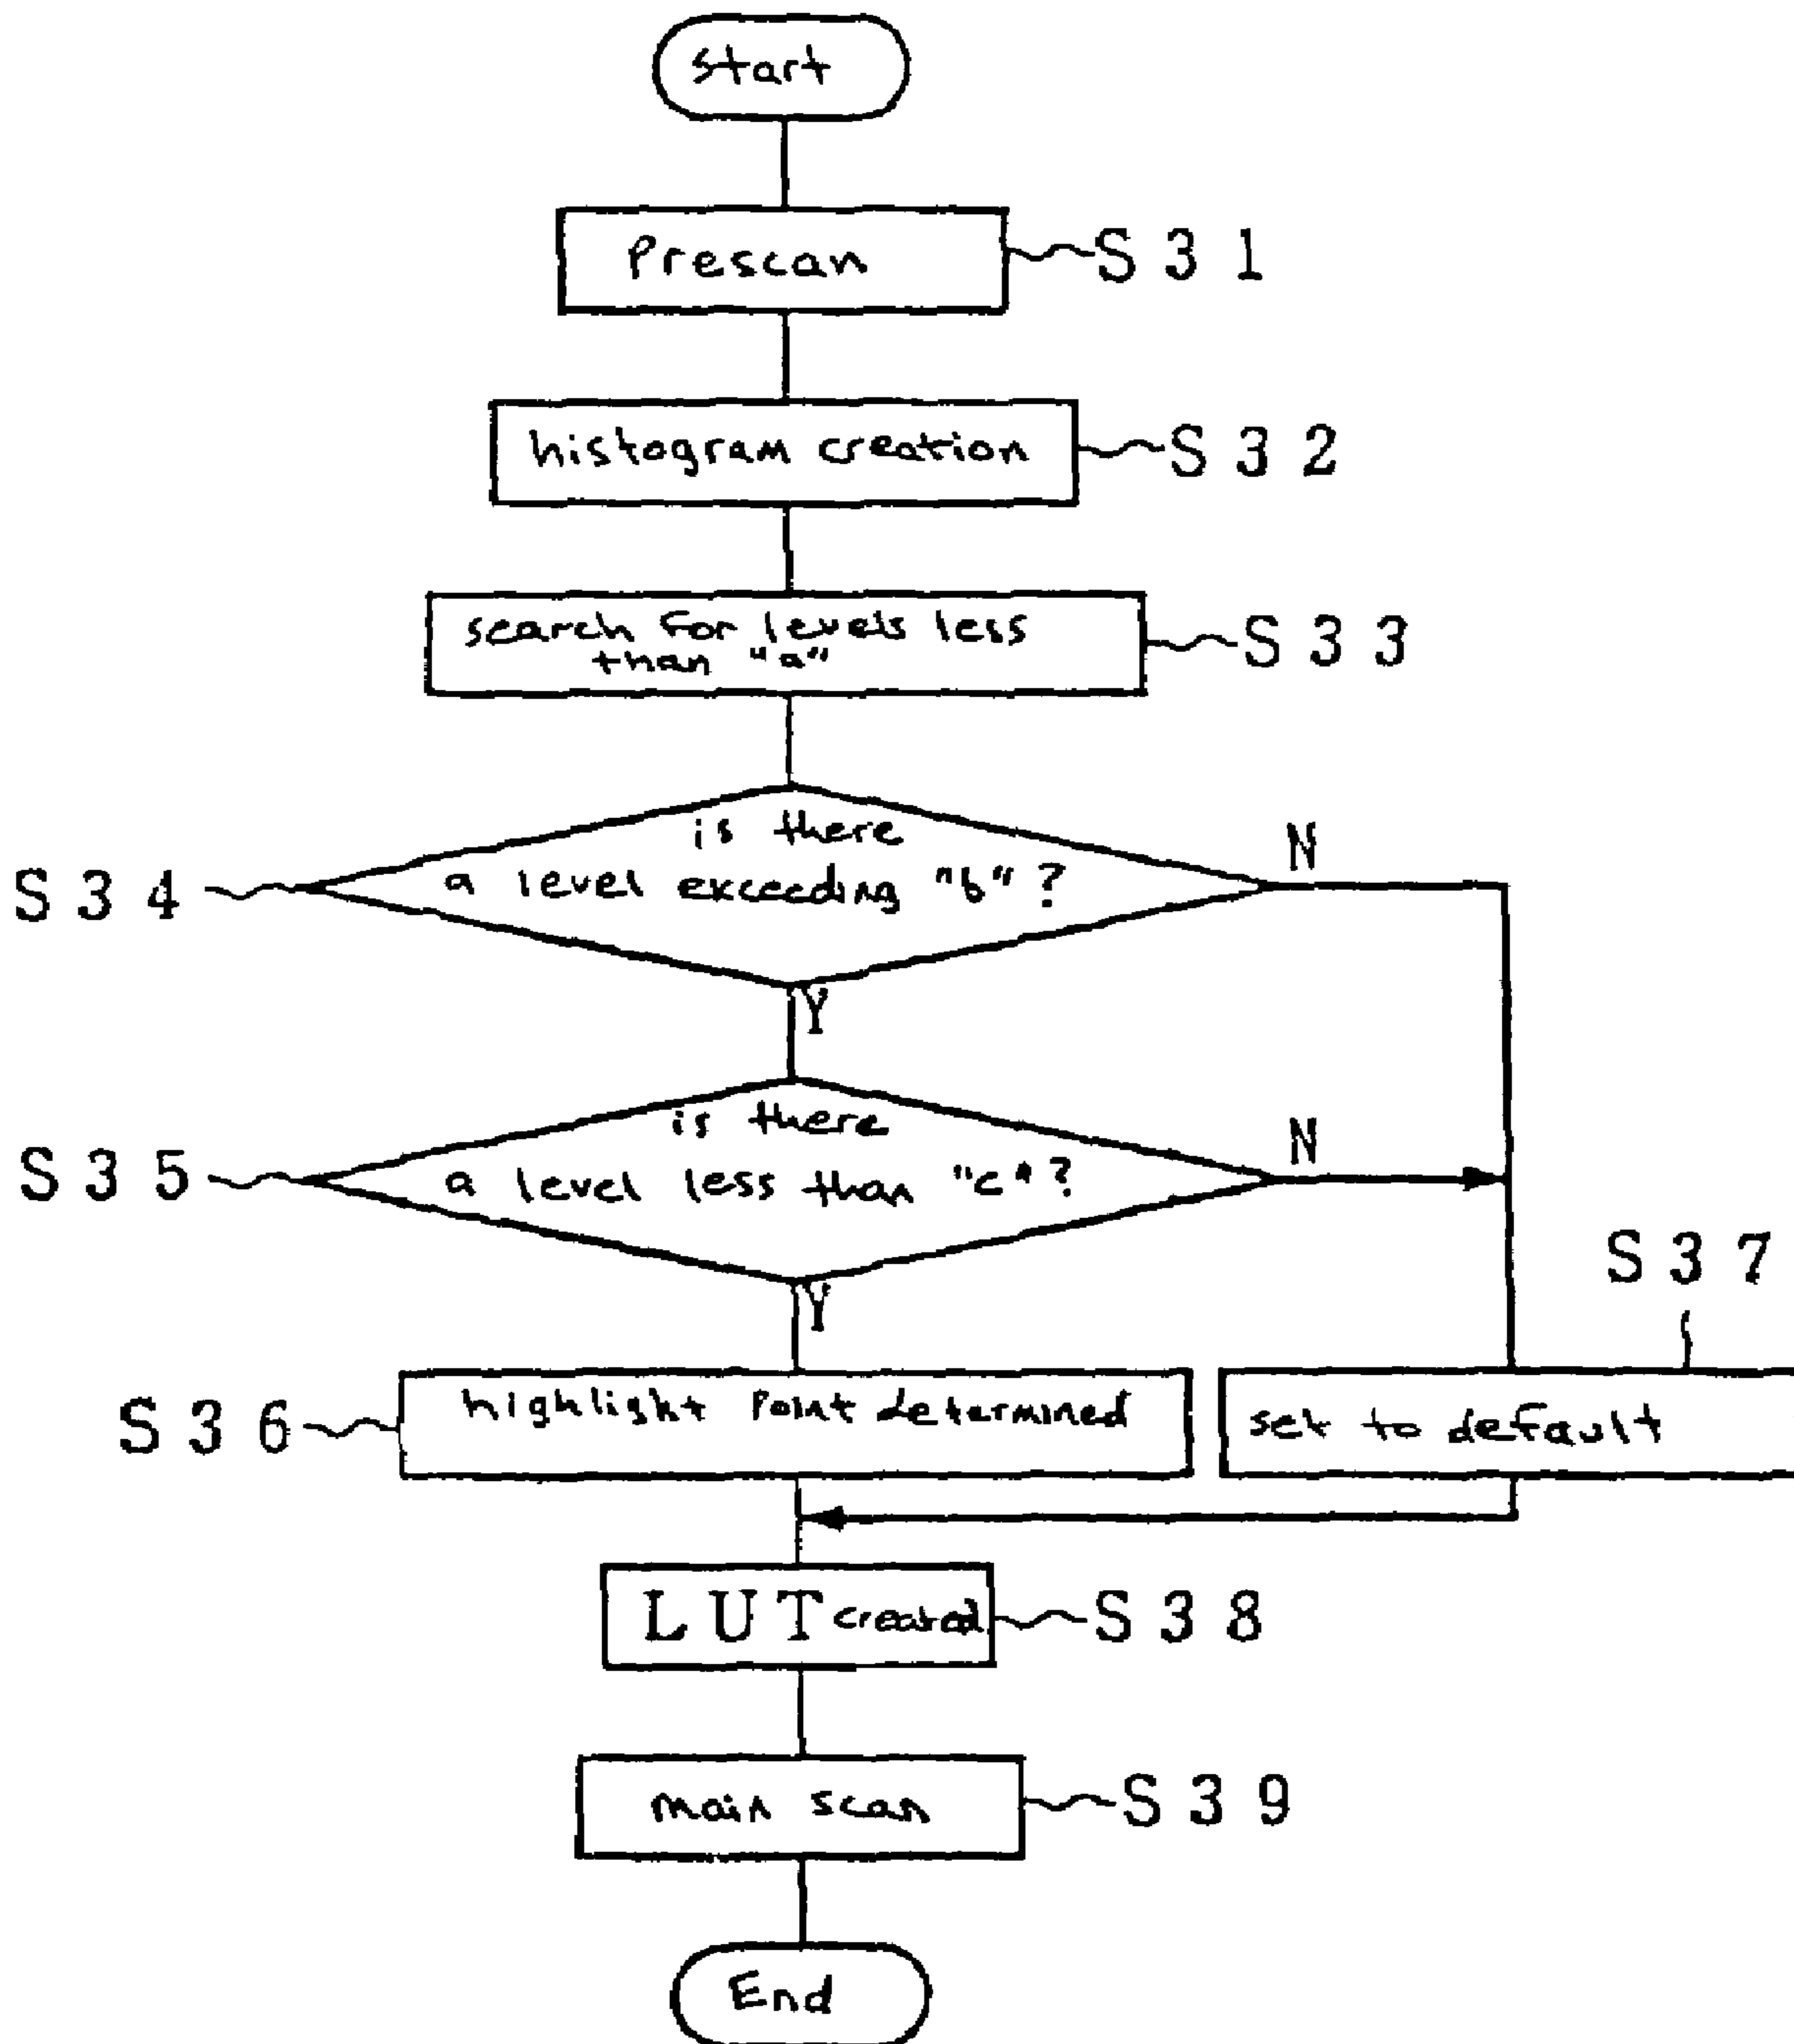 start
Prescan
S31
histogram creation
S32
search for levels less
than "a"
S33
is there
a level exceeding "b"?
N
S34
Y
is there
a level less than "c"?
N
S35
Y
S37
highlight Point determined
set to default
S36
LUT created
S38
main scan
S39
End